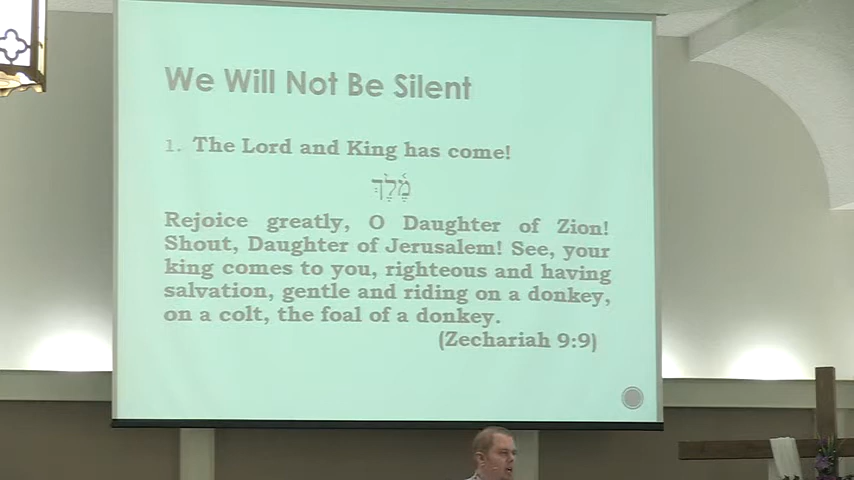 We Will Not Be Silent
1. The Lord and King has come!
מֶ֫לֶךְ
Rejoice greatly, O Daughter of Zion!
Shout, Daughter of Jerusalem! See, your
king comes to you, righteous and having
salvation, gentle and riding on a donkey,
on a colt, the foal of a donkey.
(Zechariah 9:9)